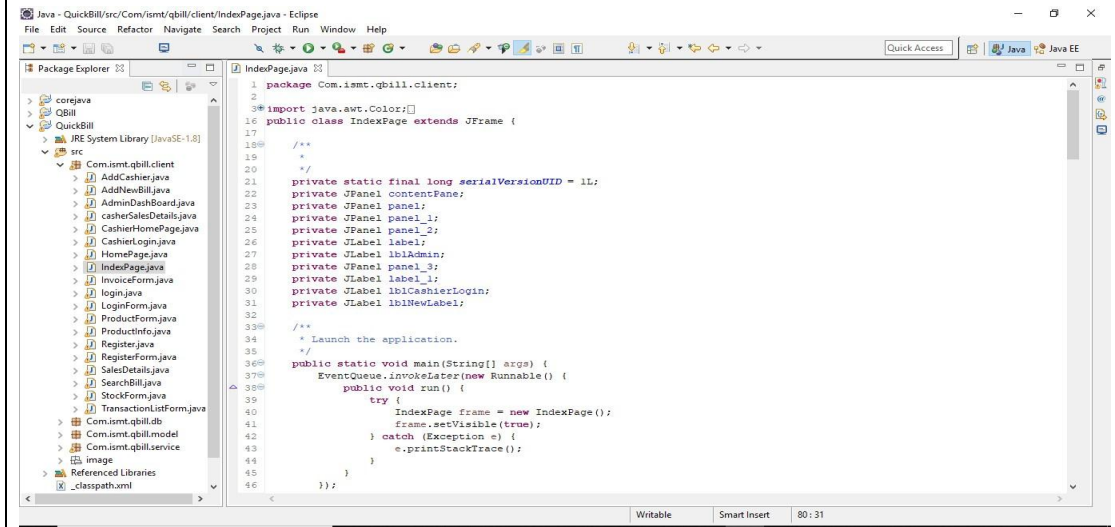 Java - QuickBill/src/Com/ismt/qbill/client/IndexPage.java - Eclipse
File Edit Source Refactor Navigate Search Project Run Window Help
Quick Access
Java
Java EE
Package Explorer
corejava
QBill
QuickBill
JRE System Library [JavaSE-1.8]
src
Com.ismt.qbill.client
AddCashier.java
AddNewBill.java
AdminDashBoard.java
casherSalesDetails.java
CashierHomePage.java
CashierLogin.java
HomePage.java
IndexPage.java
InvoiceForm.java
login.java
LoginForm.java
ProductForm.java
ProductInfo.java
Register.java
RegisterForm.java
SalesDetails.java
SearchBill.java
StockForm.java
TransactionListForm.java
Com.ismt.qbill.db
Com.ismt.qbill.model
Com.ismt.qbill.service
image
Referenced Libraries
_classpath.xml
IndexPage.java
1 package Com.ismt.qbill.client;
2
3 import java.awt.Color;
16 public class IndexPage extends JFrame {
17
18 /**
19 *
20 */
21 private static final long serialVersionUID = 1L;
22 private JPanel contentPane;
23 private JPanel panel;
24 private JPanel panel_1;
25 private JPanel panel_2;
26 private JLabel label;
27 private JLabel lblAdmin;
28 private JPanel panel_3;
29 private JLabel label_1;
30 private JLabel lblCashierLogin;
31 private JLabel lblNewLabel;
32
33 /**
34 * Launch the application.
35 */
36 public static void main(String[] args) {
37 EventQueue.invokeLater(new Runnable() {
38 public void run() {
39 try {
40 IndexPage frame = new IndexPage();
41 frame.setVisible(true);
42 } catch (Exception e) {
43 e.printStackTrace();
44 }
45 }
46 });
Writable
Smart Insert
80 : 31